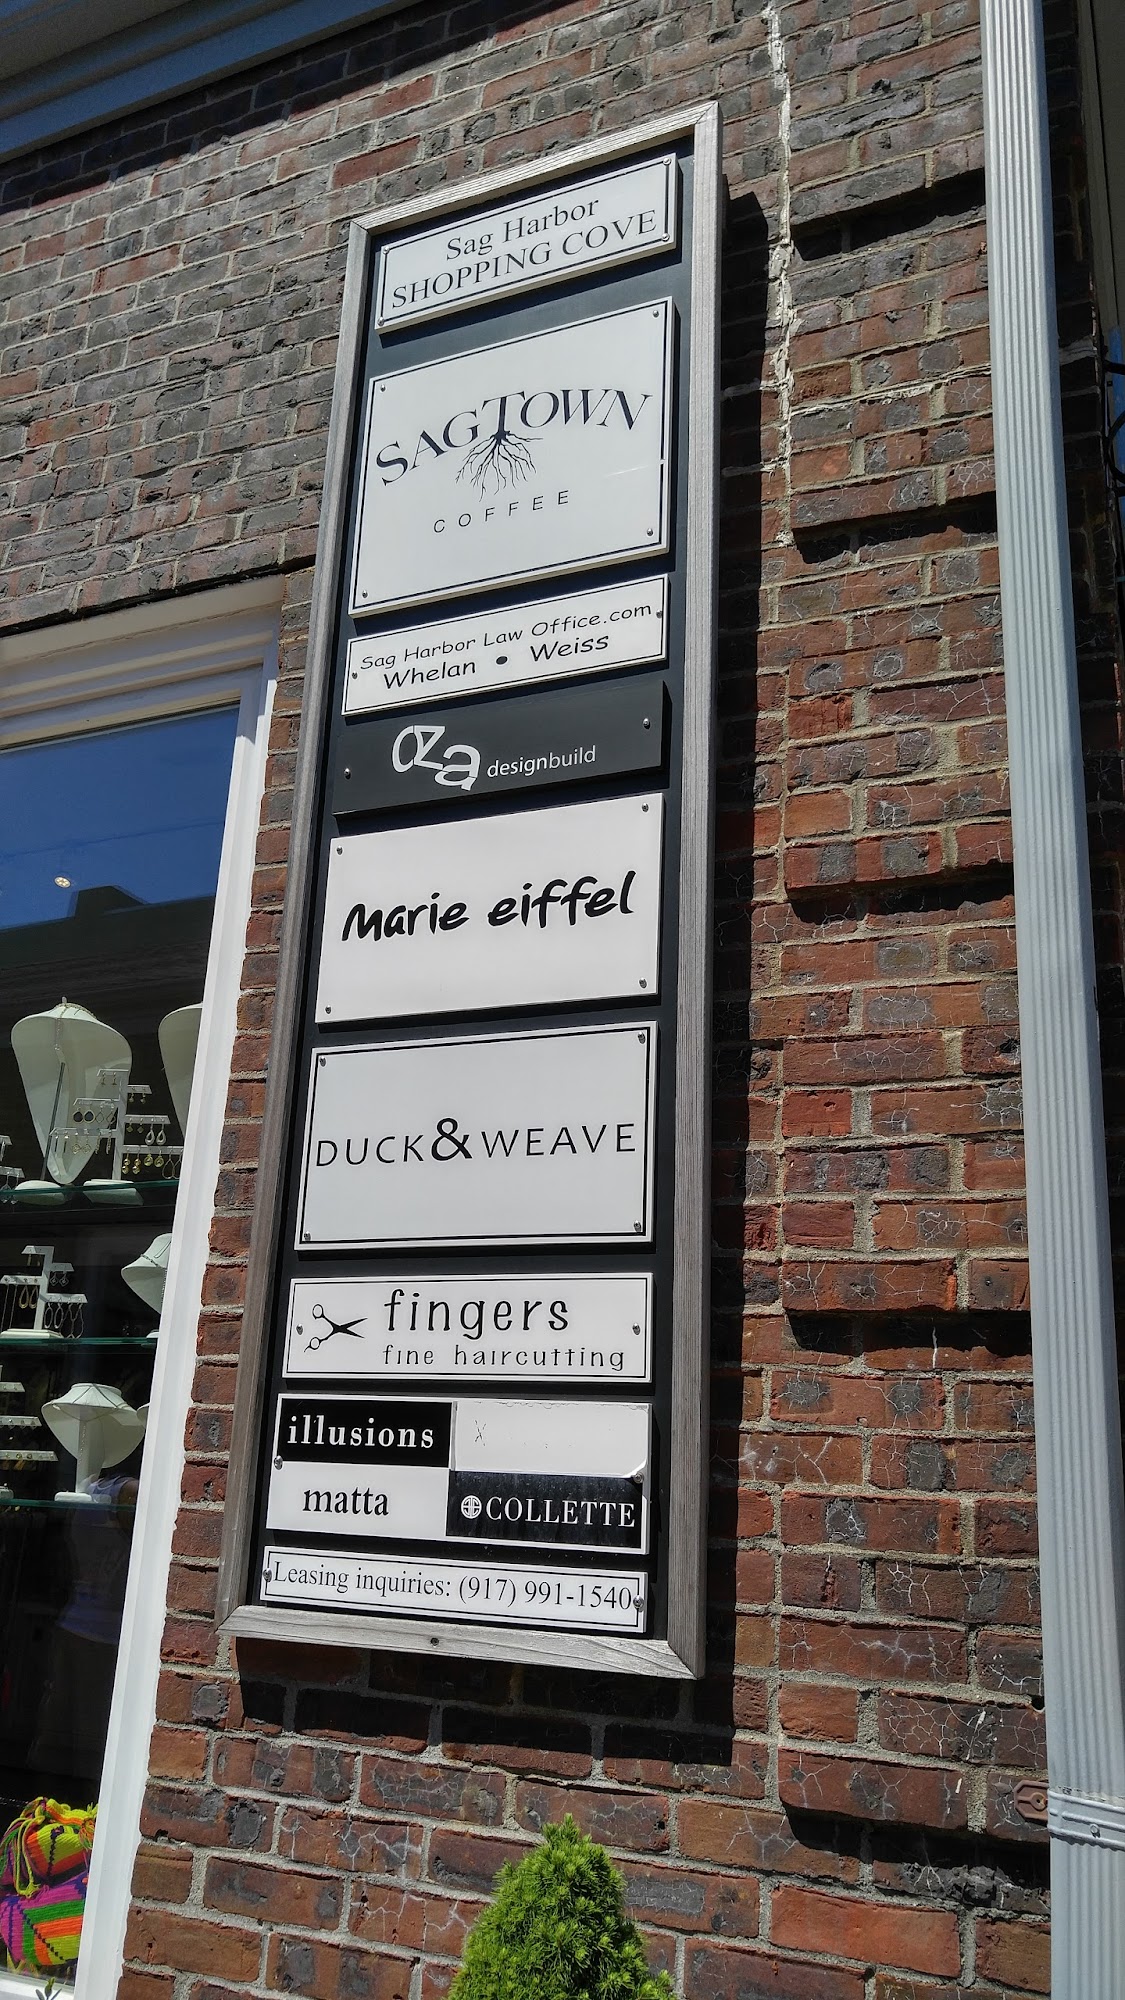 Sag Harbor
SHOPPING COVE
SAGTOWN
COFFEE
Sag Harbor Law Office.com
Whelan • Weiss
oza designbuild
marie eiffel
DUCK&WEAVE
fingers
fine haircutting
illusions
matta
COLLETTE
Leasing inquiries: (917) 991-1540